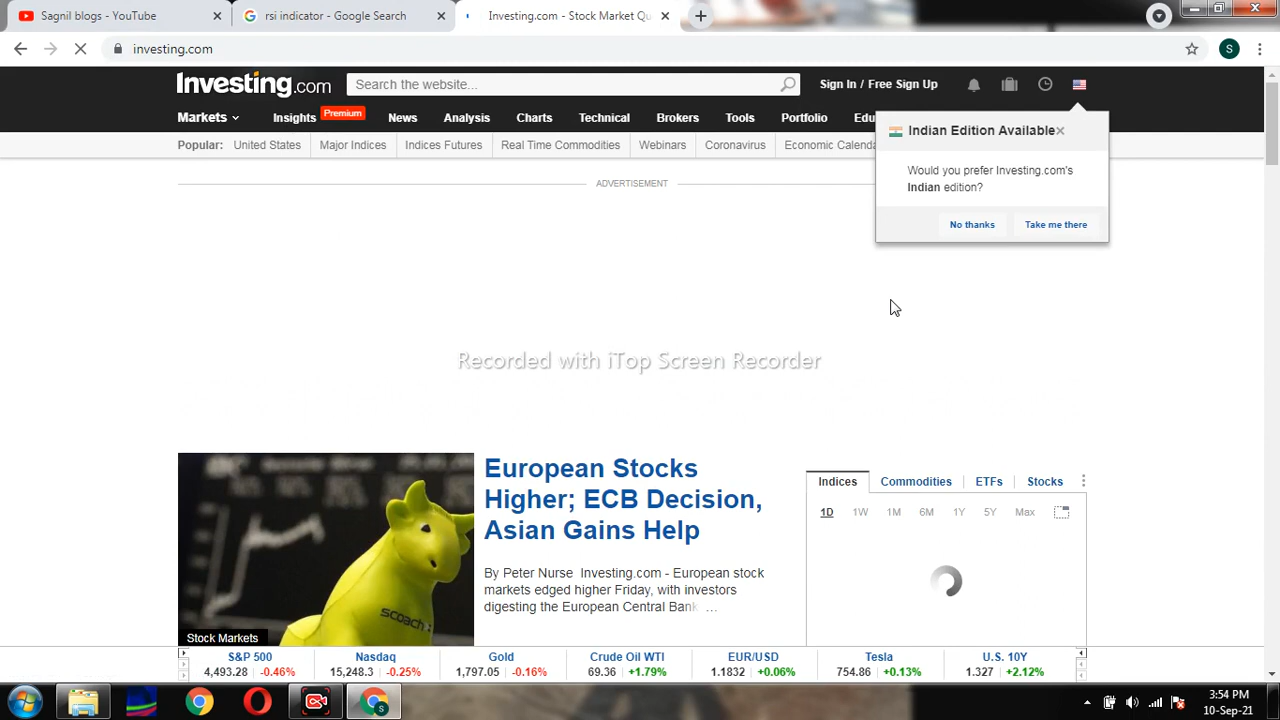 Sagnil blogs - YouTube
rsi indicator - Google Search
Investing.com - Stock Market Qu
investing.com
S
Investing.com
Search the website...
Sign In / Free Sign Up
Markets
Insights
Premium
News
Analysis
Charts
Technical
Brokers
Tools
Portfolio
Edu
Popular:
United States
Major Indices
Indices Futures
Real Time Commodities
Webinars
Coronavirus
Economic Calenda
Indian Edition Available
Would you prefer Investing.com's
Indian edition?
No thanks
Take me there
ADVERTISEMENT
Recorded with iTop Screen Recorder
European Stocks
Higher; ECB Decision,
Asian Gains Help
By Peter Nurse Investing.com - European stock
markets edged higher Friday, with investors
digesting the European Central Bank ...
scoach
Stock Markets
Indices
Commodities
ETFs
Stocks
1D
1W
1M
6M
1Y
5Y
Max
S&P 500
4,493.28 -0.46%
Nasdaq
15,248.3 -0.25%
Gold
1,797.05 -0.16%
Crude Oil WTI
69.36 +1.79%
EUR/USD
1.1832 +0.06%
Tesla
754.86 +0.13%
U.S. 10Y
1.327 +2.12%
S
3:54 PM
10-Sep-21